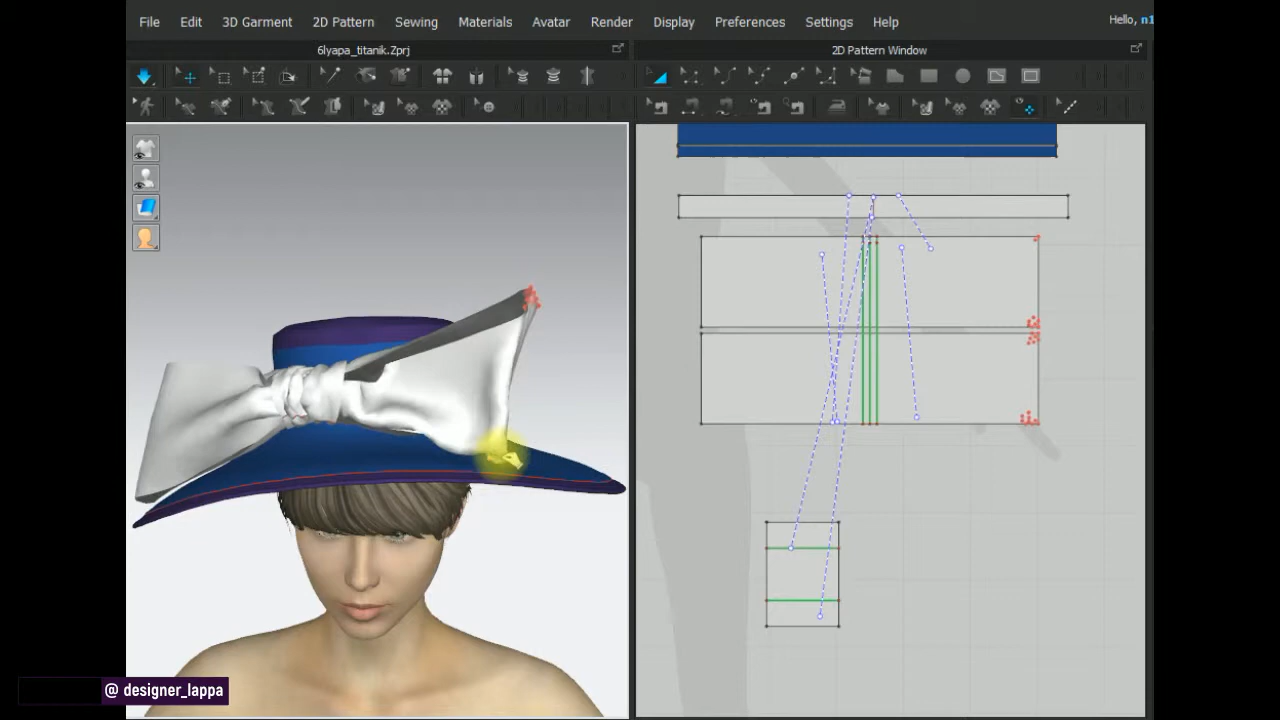 File Edit 3D Garment 2D Pattern Sewing Materials Avatar Render Display Preferences Settings Help Hello, n1
6lyapa_titanik.Zprj 2D Pattern Window
@ designer_lappa